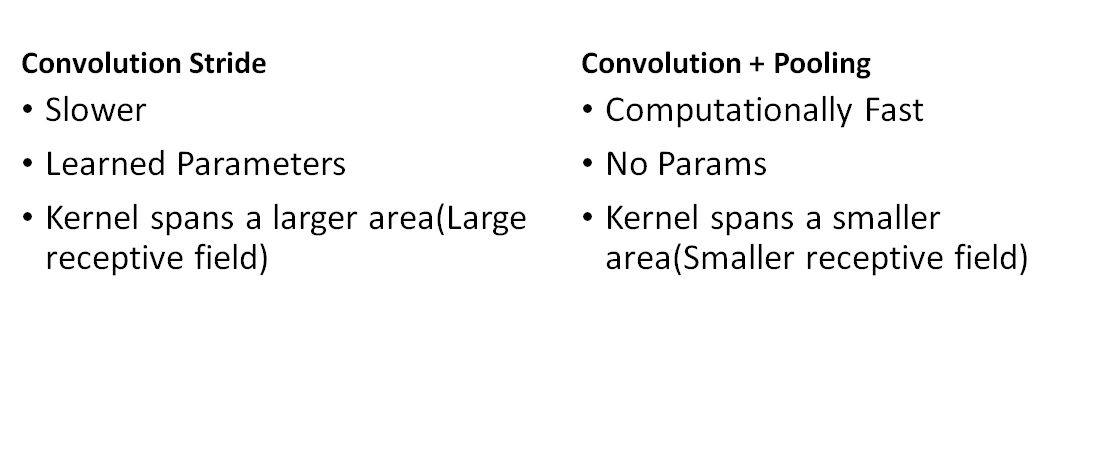 Convolution Stride
• Slower
• Learned Parameters
• Kernel spans a larger area(Large
receptive field)
Convolution + Pooling
• Computationally Fast
• No Params
• Kernel spans a smaller
area(Smaller receptive field)